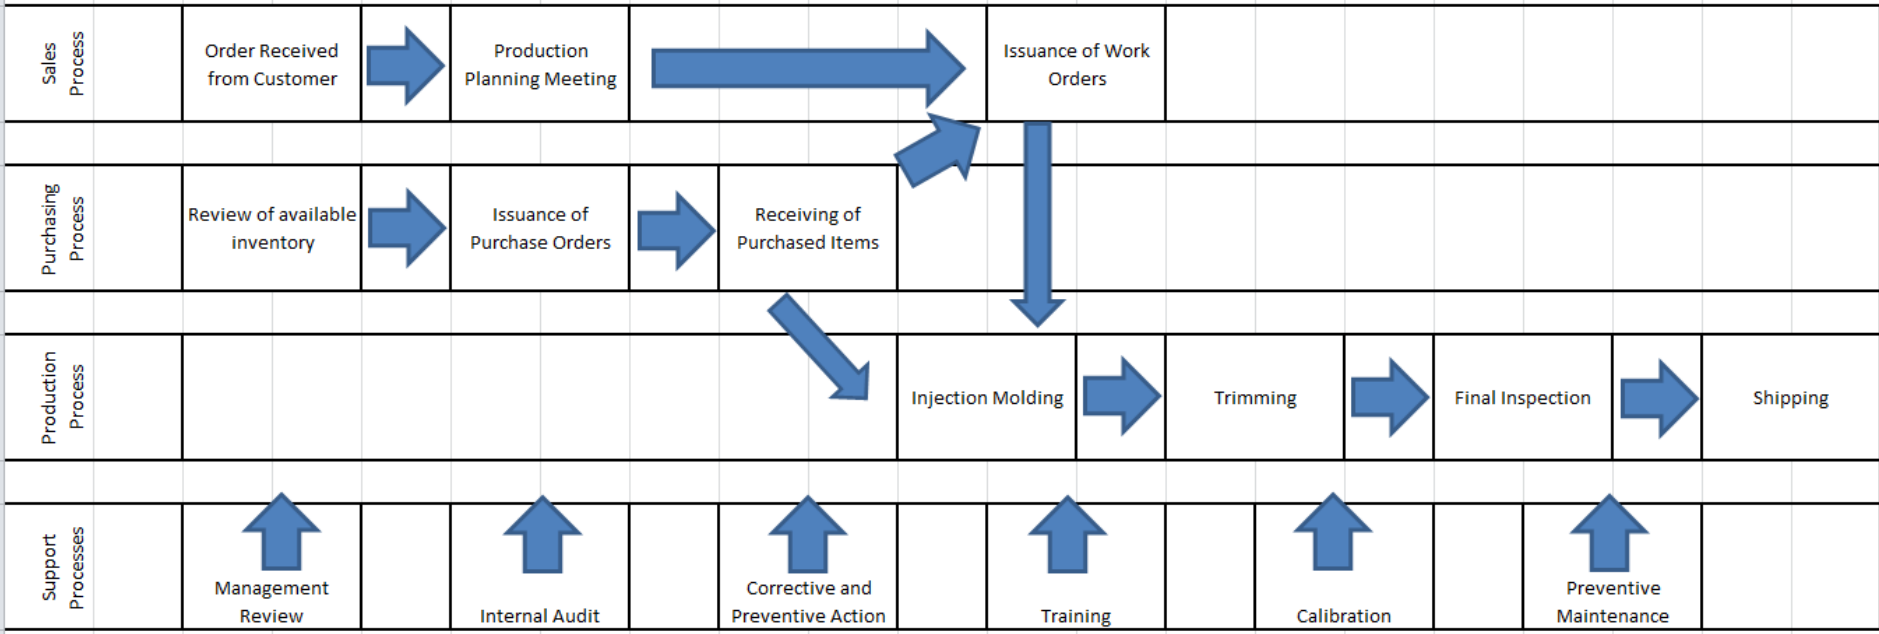 Sales
Process
Order Received
from Customer
Production
Planning Meeting
Issuance of Work
Orders
Purchasing
Process
Review of available
inventory
Issuance of
Purchase Orders
Receiving of
Purchased Items
Production
Process
Injection Molding
Trimming
Final Inspection
Shipping
Support
Processes
Management
Review
Internal Audit
Corrective and
Preventive Action
Training
Calibration
Preventive
Maintenance